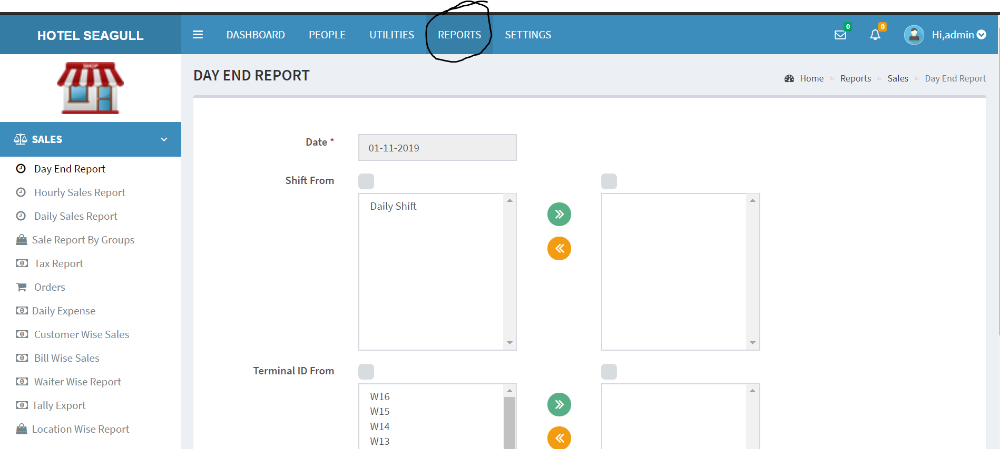 HOTEL SEAGULL
DASHBOARD PEOPLE UTILITIES REPORTS SETTINGS 0 0 Hi,admin
SHOP
DAY END REPORT
Home > Reports > Sales > Day End Report
SALES
Day End Report
Hourly Sales Report
Daily Sales Report
Sale Report By Groups
Tax Report
Orders
Daily Expense
Customer Wise Sales
Bill Wise Sales
Waiter Wise Report
Tally Export
Location Wise Report
Date *
01-11-2019
Shift From
Daily Shift
Terminal ID From
W16
W15
W14
W13